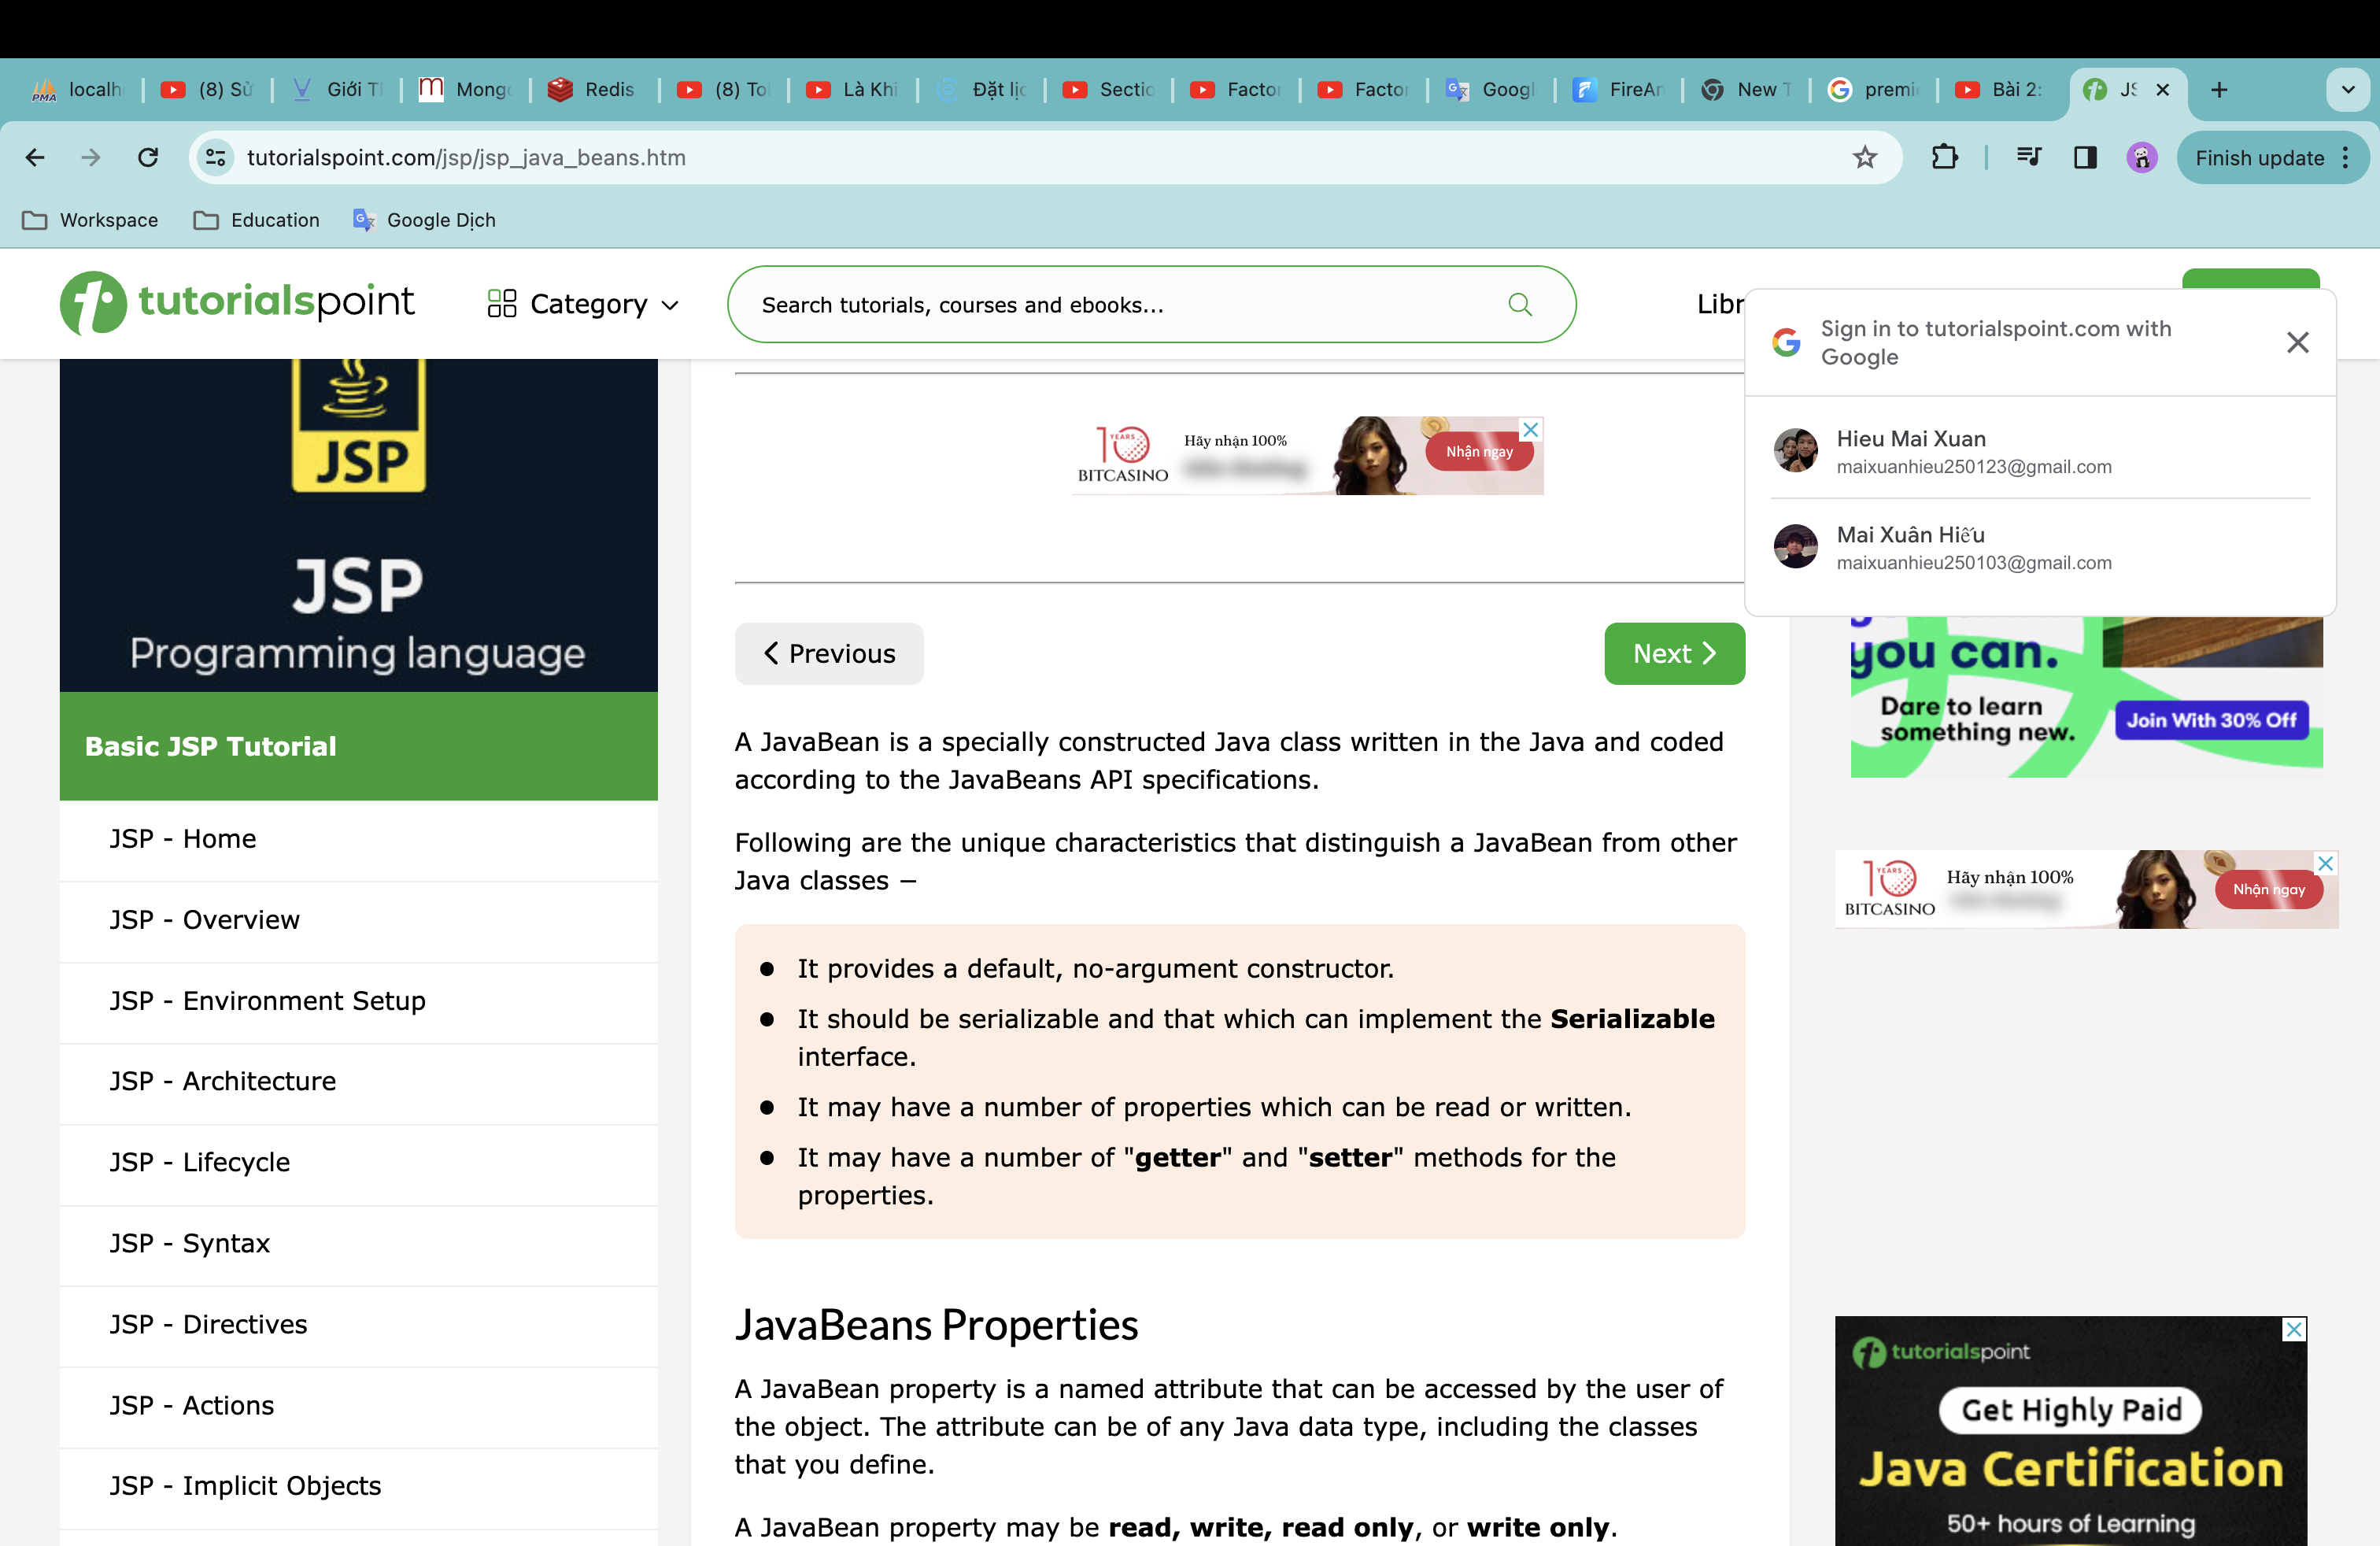 PMA localh
(8) Sử
Giới Tl
m Mong
Redis
(8) Tol
Là Khi
Đặt lịc
Sectio
Factor
Factor
Googl
FireAn
New T
premi
Bài 2:
JS
tutorialspoint.com/jsp/jsp_java_beans.htm
Finish update
Workspace
Education
Google Dịch
tutorialspoint
Category
Search tutorials, courses and ebooks...
Libr
Sign in to tutorialspoint.com with
Google
Hieu Mai Xuan
maixuanhieu250123@gmail.com
Mai Xuân Hiếu
maixuanhieu250103@gmail.com
JSP
JSP
Programming language
Basic JSP Tutorial
JSP - Home
JSP - Overview
JSP - Environment Setup
JSP - Architecture
JSP - Lifecycle
JSP - Syntax
JSP - Directives
JSP - Actions
JSP - Implicit Objects
10 YEARS
BITCASINO
Hãy nhận 100%
Nhận ngay
Previous
Next
A JavaBean is a specially constructed Java class written in the Java and coded
according to the JavaBeans API specifications.
Following are the unique characteristics that distinguish a JavaBean from other
Java classes −
• It provides a default, no-argument constructor.
• It should be serializable and that which can implement the Serializable
interface.
• It may have a number of properties which can be read or written.
• It may have a number of "getter" and "setter" methods for the
properties.
JavaBeans Properties
A JavaBean property is a named attribute that can be accessed by the user of
the object. The attribute can be of any Java data type, including the classes
that you define.
A JavaBean property may be read, write, read only, or write only.
you can.
Dare to learn
something new.
Join With 30% Off
10 YEARS
BITCASINO
Hãy nhận 100%
Nhận ngay
tutorialspoint
Get Highly Paid
Java Certification
50+ hours of Learning